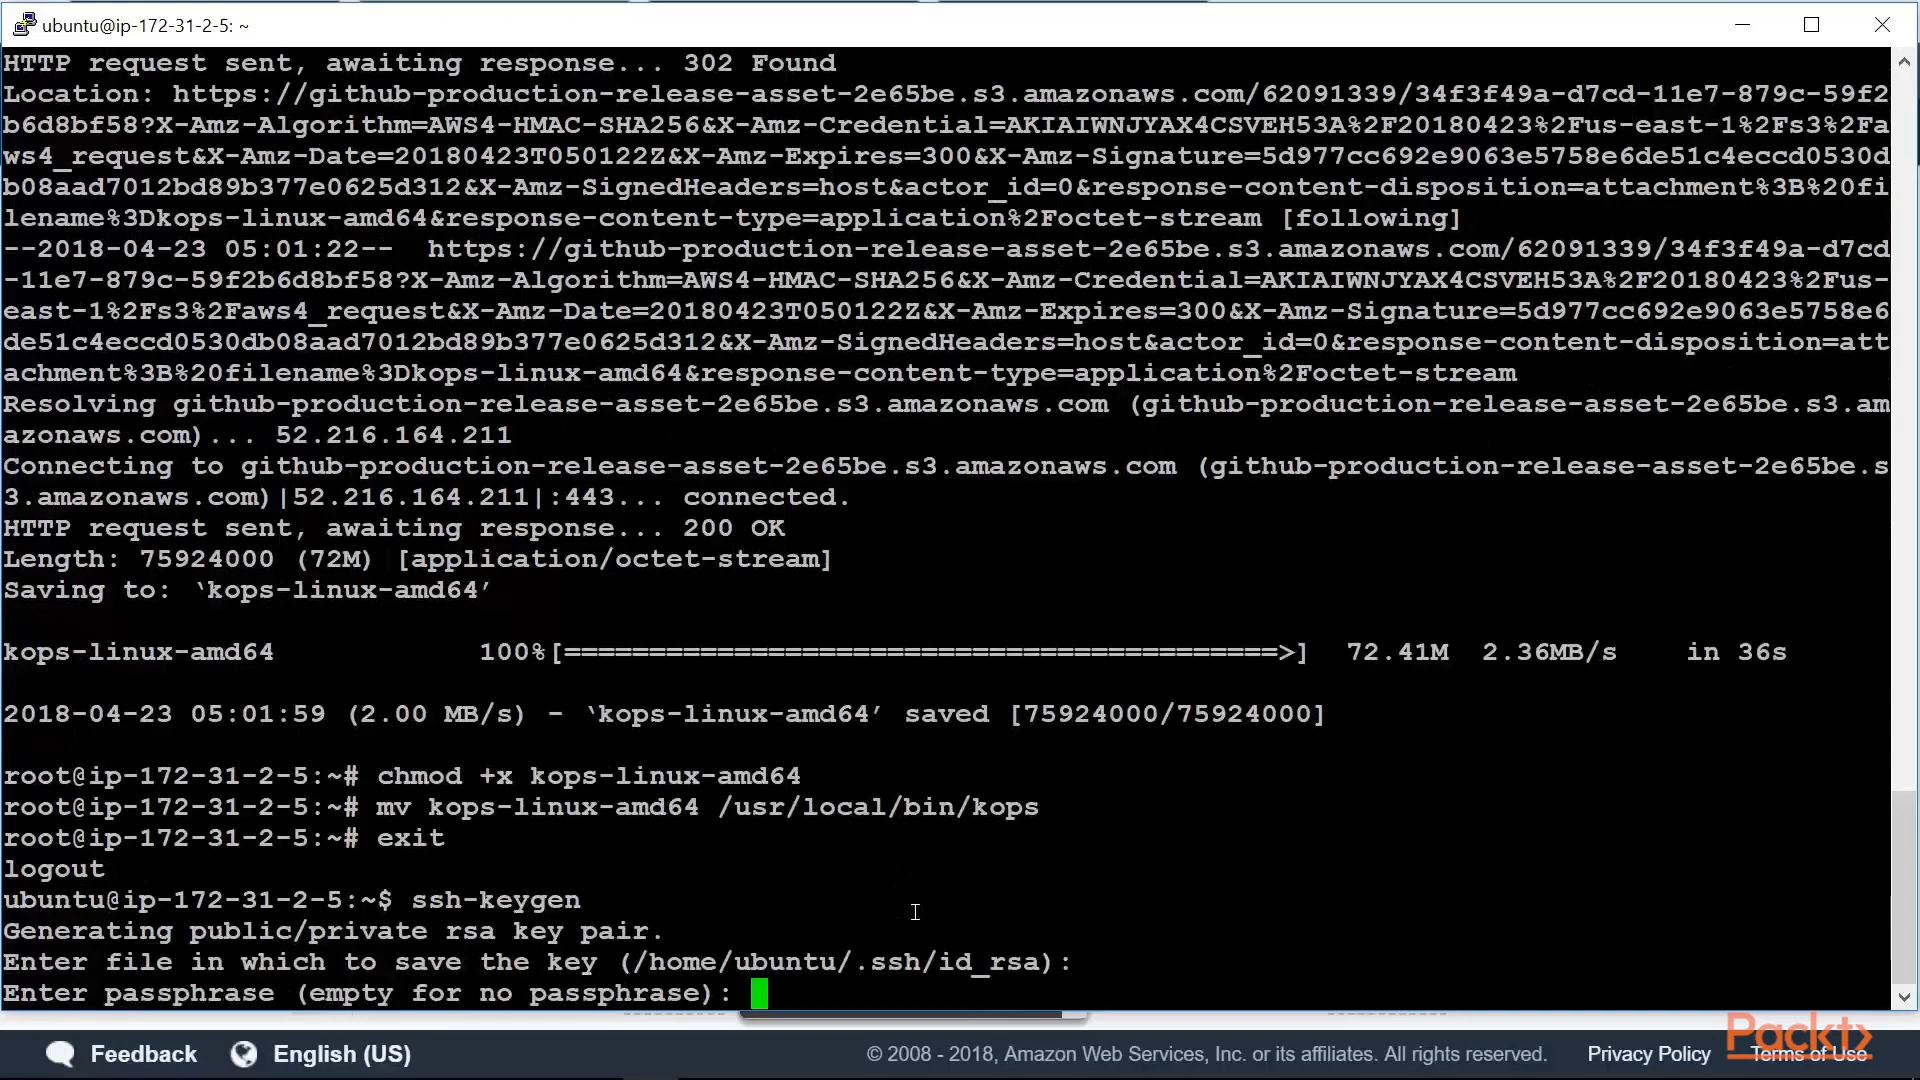 ubuntu@ip-172-31-2-5: ~
HTTP request sent, awaiting response... 302 Found
Location: https://github-production-release-asset-2e65be.s3.amazonaws.com/62091339/34f3f49a-d7cd-11e7-879c-59f2
b6d8bf58?X-Amz-Algorithm=AWS4-HMAC-SHA256&X-Amz-Credential=AKIAIWNJYAX4CSVEH53A%2F20180423%2Fus-east-1%2Fs3%2Fa
ws4_request&X-Amz-Date=20180423T050122Z&X-Amz-Expires=300&X-Amz-Signature=5d977cc692e9063e5758e6de51c4eccd0530d
b08aad7012bd89b377e0625d312&X-Amz-SignedHeaders=host&actor_id=0&response-content-disposition=attachment%3B%20fi
lename%3Dkops-linux-amd64&response-content-type=application%2Foctet-stream [following]
--2018-04-23 05:01:22--  https://github-production-release-asset-2e65be.s3.amazonaws.com/62091339/34f3f49a-d7cd
-11e7-879c-59f2b6d8bf58?X-Amz-Algorithm=AWS4-HMAC-SHA256&X-Amz-Credential=AKIAIWNJYAX4CSVEH53A%2F20180423%2Fus-
east-1%2Fs3%2Faws4_request&X-Amz-Date=20180423T050122Z&X-Amz-Expires=300&X-Amz-Signature=5d977cc692e9063e5758e6
de51c4eccd0530db08aad7012bd89b377e0625d312&X-Amz-SignedHeaders=host&actor_id=0&response-content-disposition=att
achment%3B%20filename%3Dkops-linux-amd64&response-content-type=application%2Foctet-stream
Resolving github-production-release-asset-2e65be.s3.amazonaws.com (github-production-release-asset-2e65be.s3.am
azonaws.com)... 52.216.164.211
Connecting to github-production-release-asset-2e65be.s3.amazonaws.com (github-production-release-asset-2e65be.s
3.amazonaws.com)|52.216.164.211|:443... connected.
HTTP request sent, awaiting response... 200 OK
Length: 75924000 (72M) [application/octet-stream]
Saving to: ‘kops-linux-amd64’
kops-linux-amd64            100%[==========================================>]  72.41M  2.36MB/s    in 36s
2018-04-23 05:01:59 (2.00 MB/s) - ‘kops-linux-amd64’ saved [75924000/75924000]
root@ip-172-31-2-5:~# chmod +x kops-linux-amd64
root@ip-172-31-2-5:~# mv kops-linux-amd64 /usr/local/bin/kops
root@ip-172-31-2-5:~# exit
logout
ubuntu@ip-172-31-2-5:~$ ssh-keygen
Generating public/private rsa key pair.
Enter file in which to save the key (/home/ubuntu/.ssh/id_rsa):
Enter passphrase (empty for no passphrase):
Feedback English (US) © 2008 - 2018, Amazon Web Services, Inc. or its affiliates. All rights reserved. Privacy Policy Terms of Use
Packt>